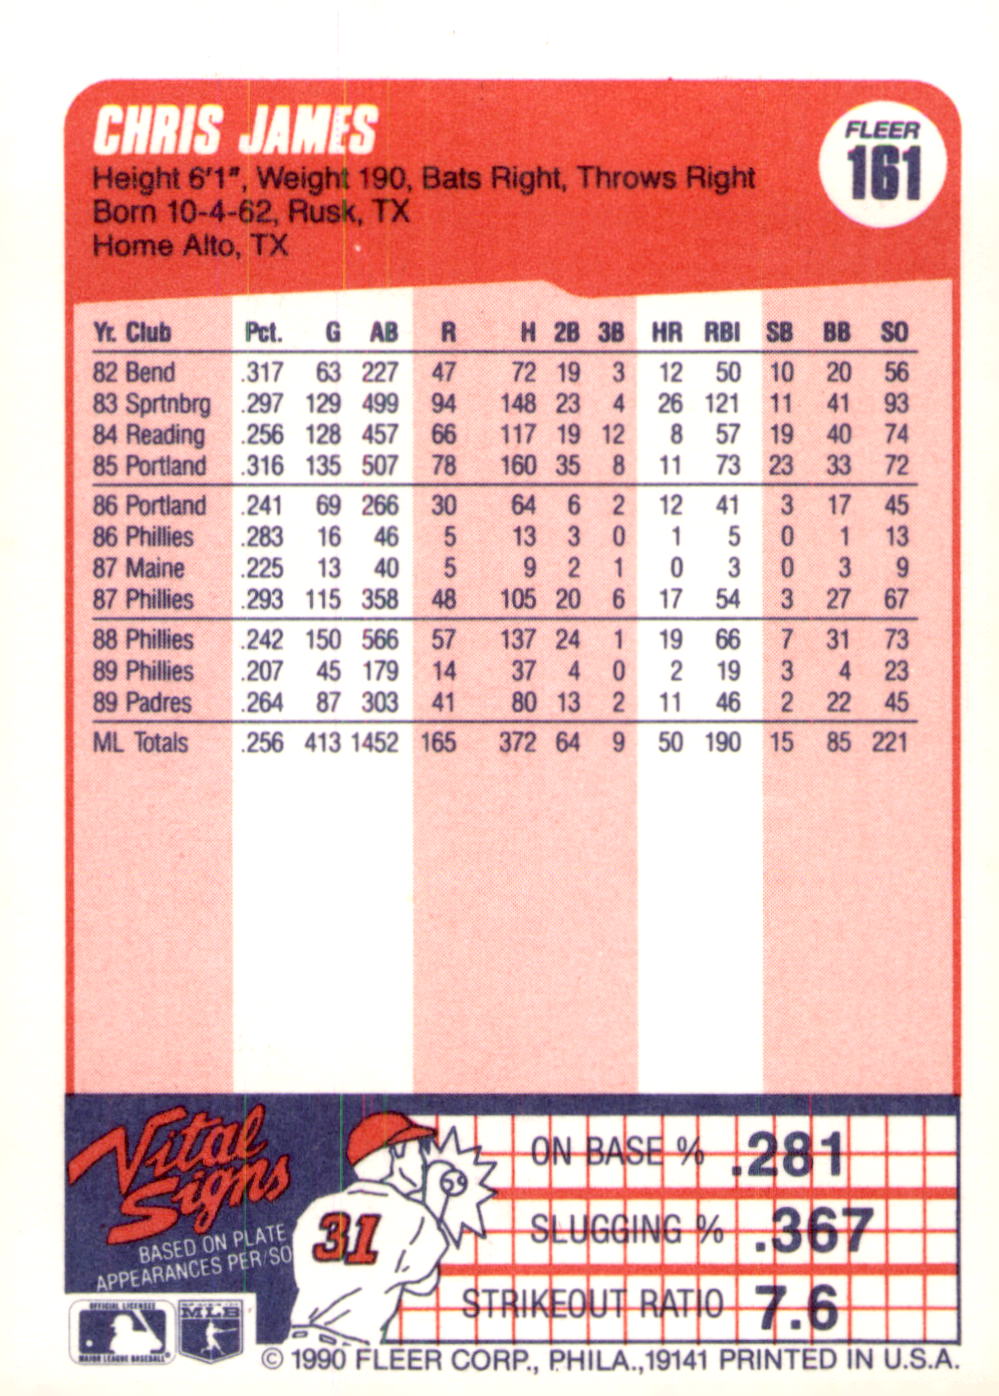 CHRIS JAMES
FLEER
161
Height 6'1", Weight 190, Bats Right, Throws Right
Born 10-4-62, Rusk, TX
Home Alto, TX
Yr. Club Pct. G AB R H 2B 3B HR RBI SB BB SO
82 Bend .317 63 227 47 72 19 3 12 50 10 20 56
83 Sprtnbrg .297 129 499 94 148 23 4 26 121 11 41 93
84 Reading .256 128 457 66 117 19 12 8 57 19 40 74
85 Portland .316 135 507 78 160 35 8 11 73 23 33 72
86 Portland .241 69 266 30 64 6 2 12 41 3 17 45
86 Phillies .283 16 46 5 13 3 0 1 5 0 1 13
87 Maine .225 13 40 5 9 2 1 0 3 0 3 9
87 Phillies .293 115 358 48 105 20 6 17 54 3 27 67
88 Phillies .242 150 566 57 137 24 1 19 66 7 31 73
89 Phillies .207 45 179 14 37 4 0 2 19 3 4 23
89 Padres .264 87 303 41 80 13 2 11 46 2 22 45
ML Totals .256 413 1452 165 372 64 9 50 190 15 85 221
Vital
Signs
BASED ON PLATE
APPEARANCES PER/SO
31
ON BASE % .281
SLUGGING % .367
STRIKEOUT RATIO 7.6
OFFICIAL LICENSEE
MAJOR LEAGUE BASEBALL®
MLB
© 1990 FLEER CORP., PHILA.,19141 PRINTED IN U.S.A.